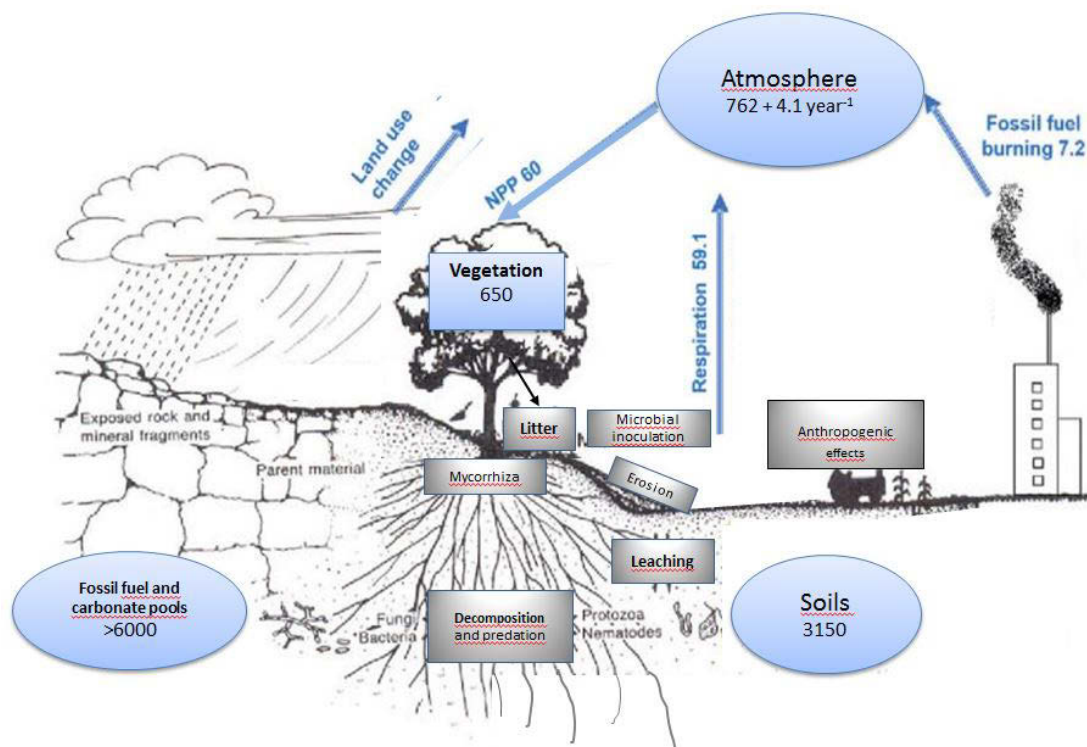 Atmosphere
762 + 4.1 year⁻¹
Fossil fuel
burning 7.2
Land use
change
NPP 60
Vegetation
650
Respiration 59.1
Litter
Microbial
inoculation
Anthropogenic
effects
Exposed rock and
mineral fragments
Parent material
Mycorrhiza
Erosion
Leaching
Fossil fuel and
carbonate pools
>6000
Fungi
Bacteria
Decomposition
and predation
Protozoa
Nematodes
Soils
3150